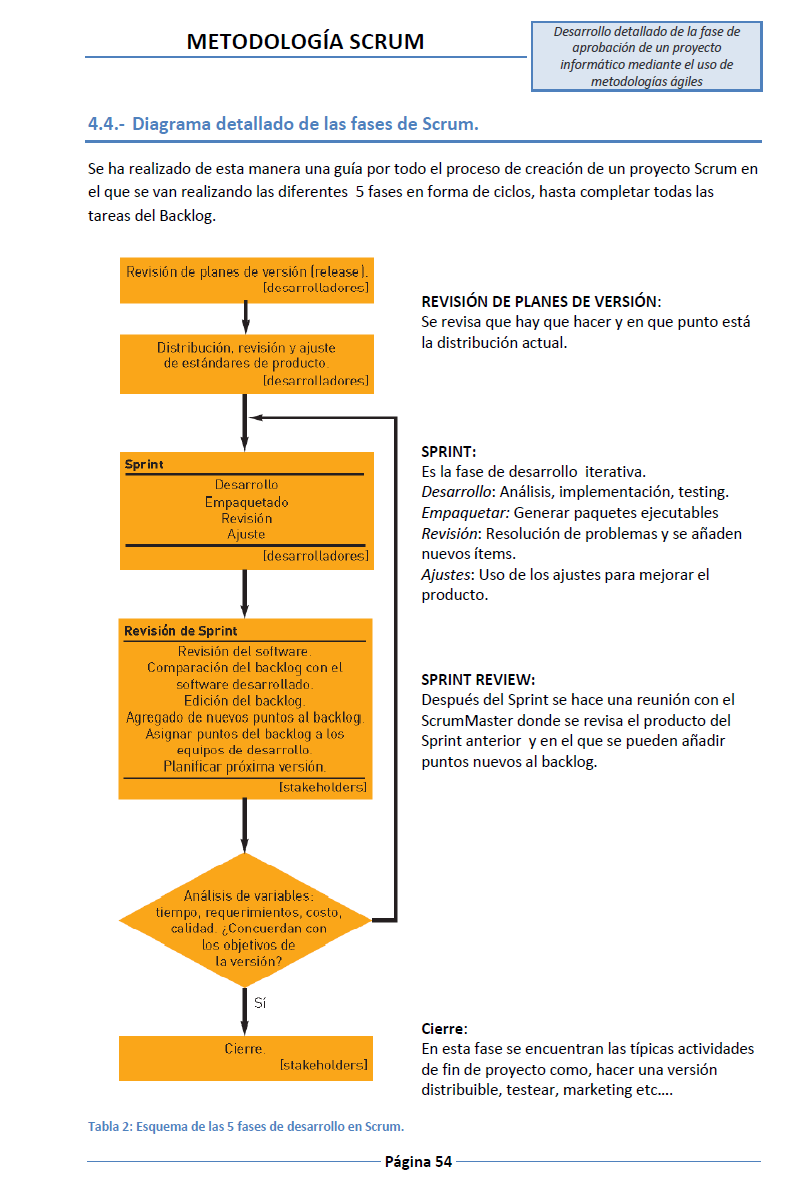 METODOLOGÍA SCRUM
Desarrollo detallado de la fase de
aprobación de un proyecto
informático mediante el uso de
metodologías ágiles
4.4.- Diagrama detallado de las fases de Scrum.
Se ha realizado de esta manera una guía por todo el proceso de creación de un proyecto Scrum en
el que se van realizando las diferentes 5 fases en forma de ciclos, hasta completar todas las
tareas del Backlog.
Revisión de planes de versión (release).
[desarrolladores]
REVISIÓN DE PLANES DE VERSIÓN:
Se revisa que hay que hacer y en que punto está
la distribución actual.
Distribución, revisión y ajuste
de estándares de producto.
[desarrolladores]
Sprint
Desarrollo
Empaquetado
Revisión
Ajuste
[desarrolladores]
SPRINT:
Es la fase de desarrollo iterativa.
Desarrollo: Análisis, implementación, testing.
Empaquetar: Generar paquetes ejecutables
Revisión: Resolución de problemas y se añaden
nuevos ítems.
Ajustes: Uso de los ajustes para mejorar el
producto.
Revisión de Sprint
Revisión del software.
Comparación del backlog con el
software desarrollado.
Edición del backlog.
Agregado de nuevos puntos al backlog.
Asignar puntos del backlog a los
equipos de desarrollo.
Planificar próxima versión.
[stakeholders]
SPRINT REVIEW:
Después del Sprint se hace una reunión con el
ScrumMaster donde se revisa el producto del
Sprint anterior y en el que se pueden añadir
puntos nuevos al backlog.
Análisis de variables:
tiempo, requerimientos, costo,
calidad. ¿Concuerdan con
los objetivos de
la versión?
Sí
Cierre.
[stakeholders]
Cierre:
En esta fase se encuentran las típicas actividades
de fin de proyecto como, hacer una versión
distribuible, testear, marketing etc....
Tabla 2: Esquema de las 5 fases de desarrollo en Scrum.
Página 54